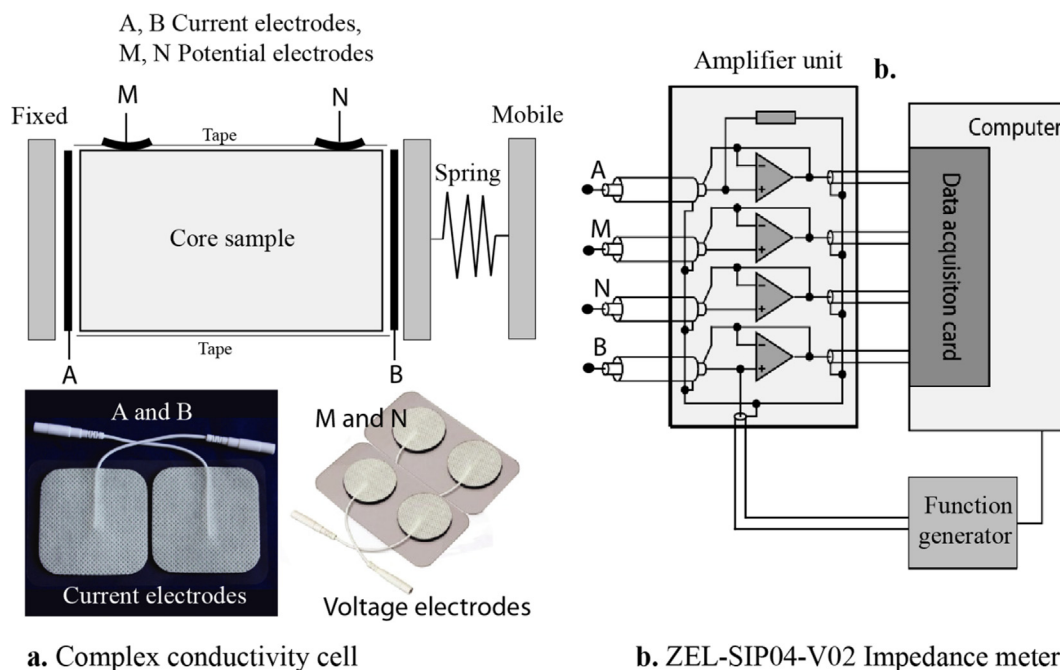 A, B Current electrodes,
M, N Potential electrodes
Fixed
M
N
Mobile
Tape
Spring
Core sample
Tape
A
B
A and B
Current electrodes
M and N
Voltage electrodes
a. Complex conductivity cell
Amplifier unit
b.
Computer
A
M
N
B
Data acquisiton card
Function
generator
b. ZEL-SIP04-V02 Impedance meter